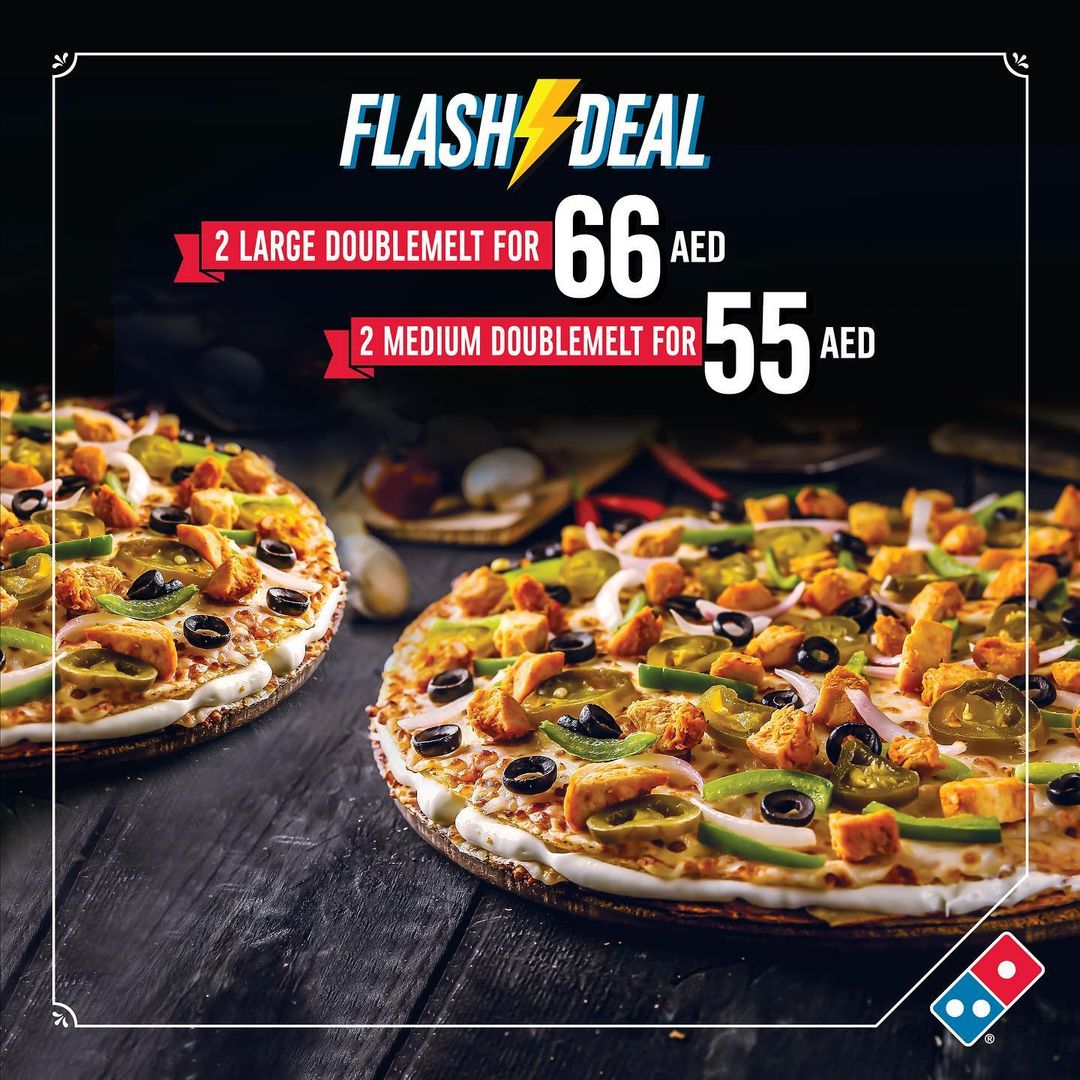 FLASH DEAL
2 LARGE DOUBLEMELT FOR 66 AED
2 MEDIUM DOUBLEMELT FOR 55 AED
®